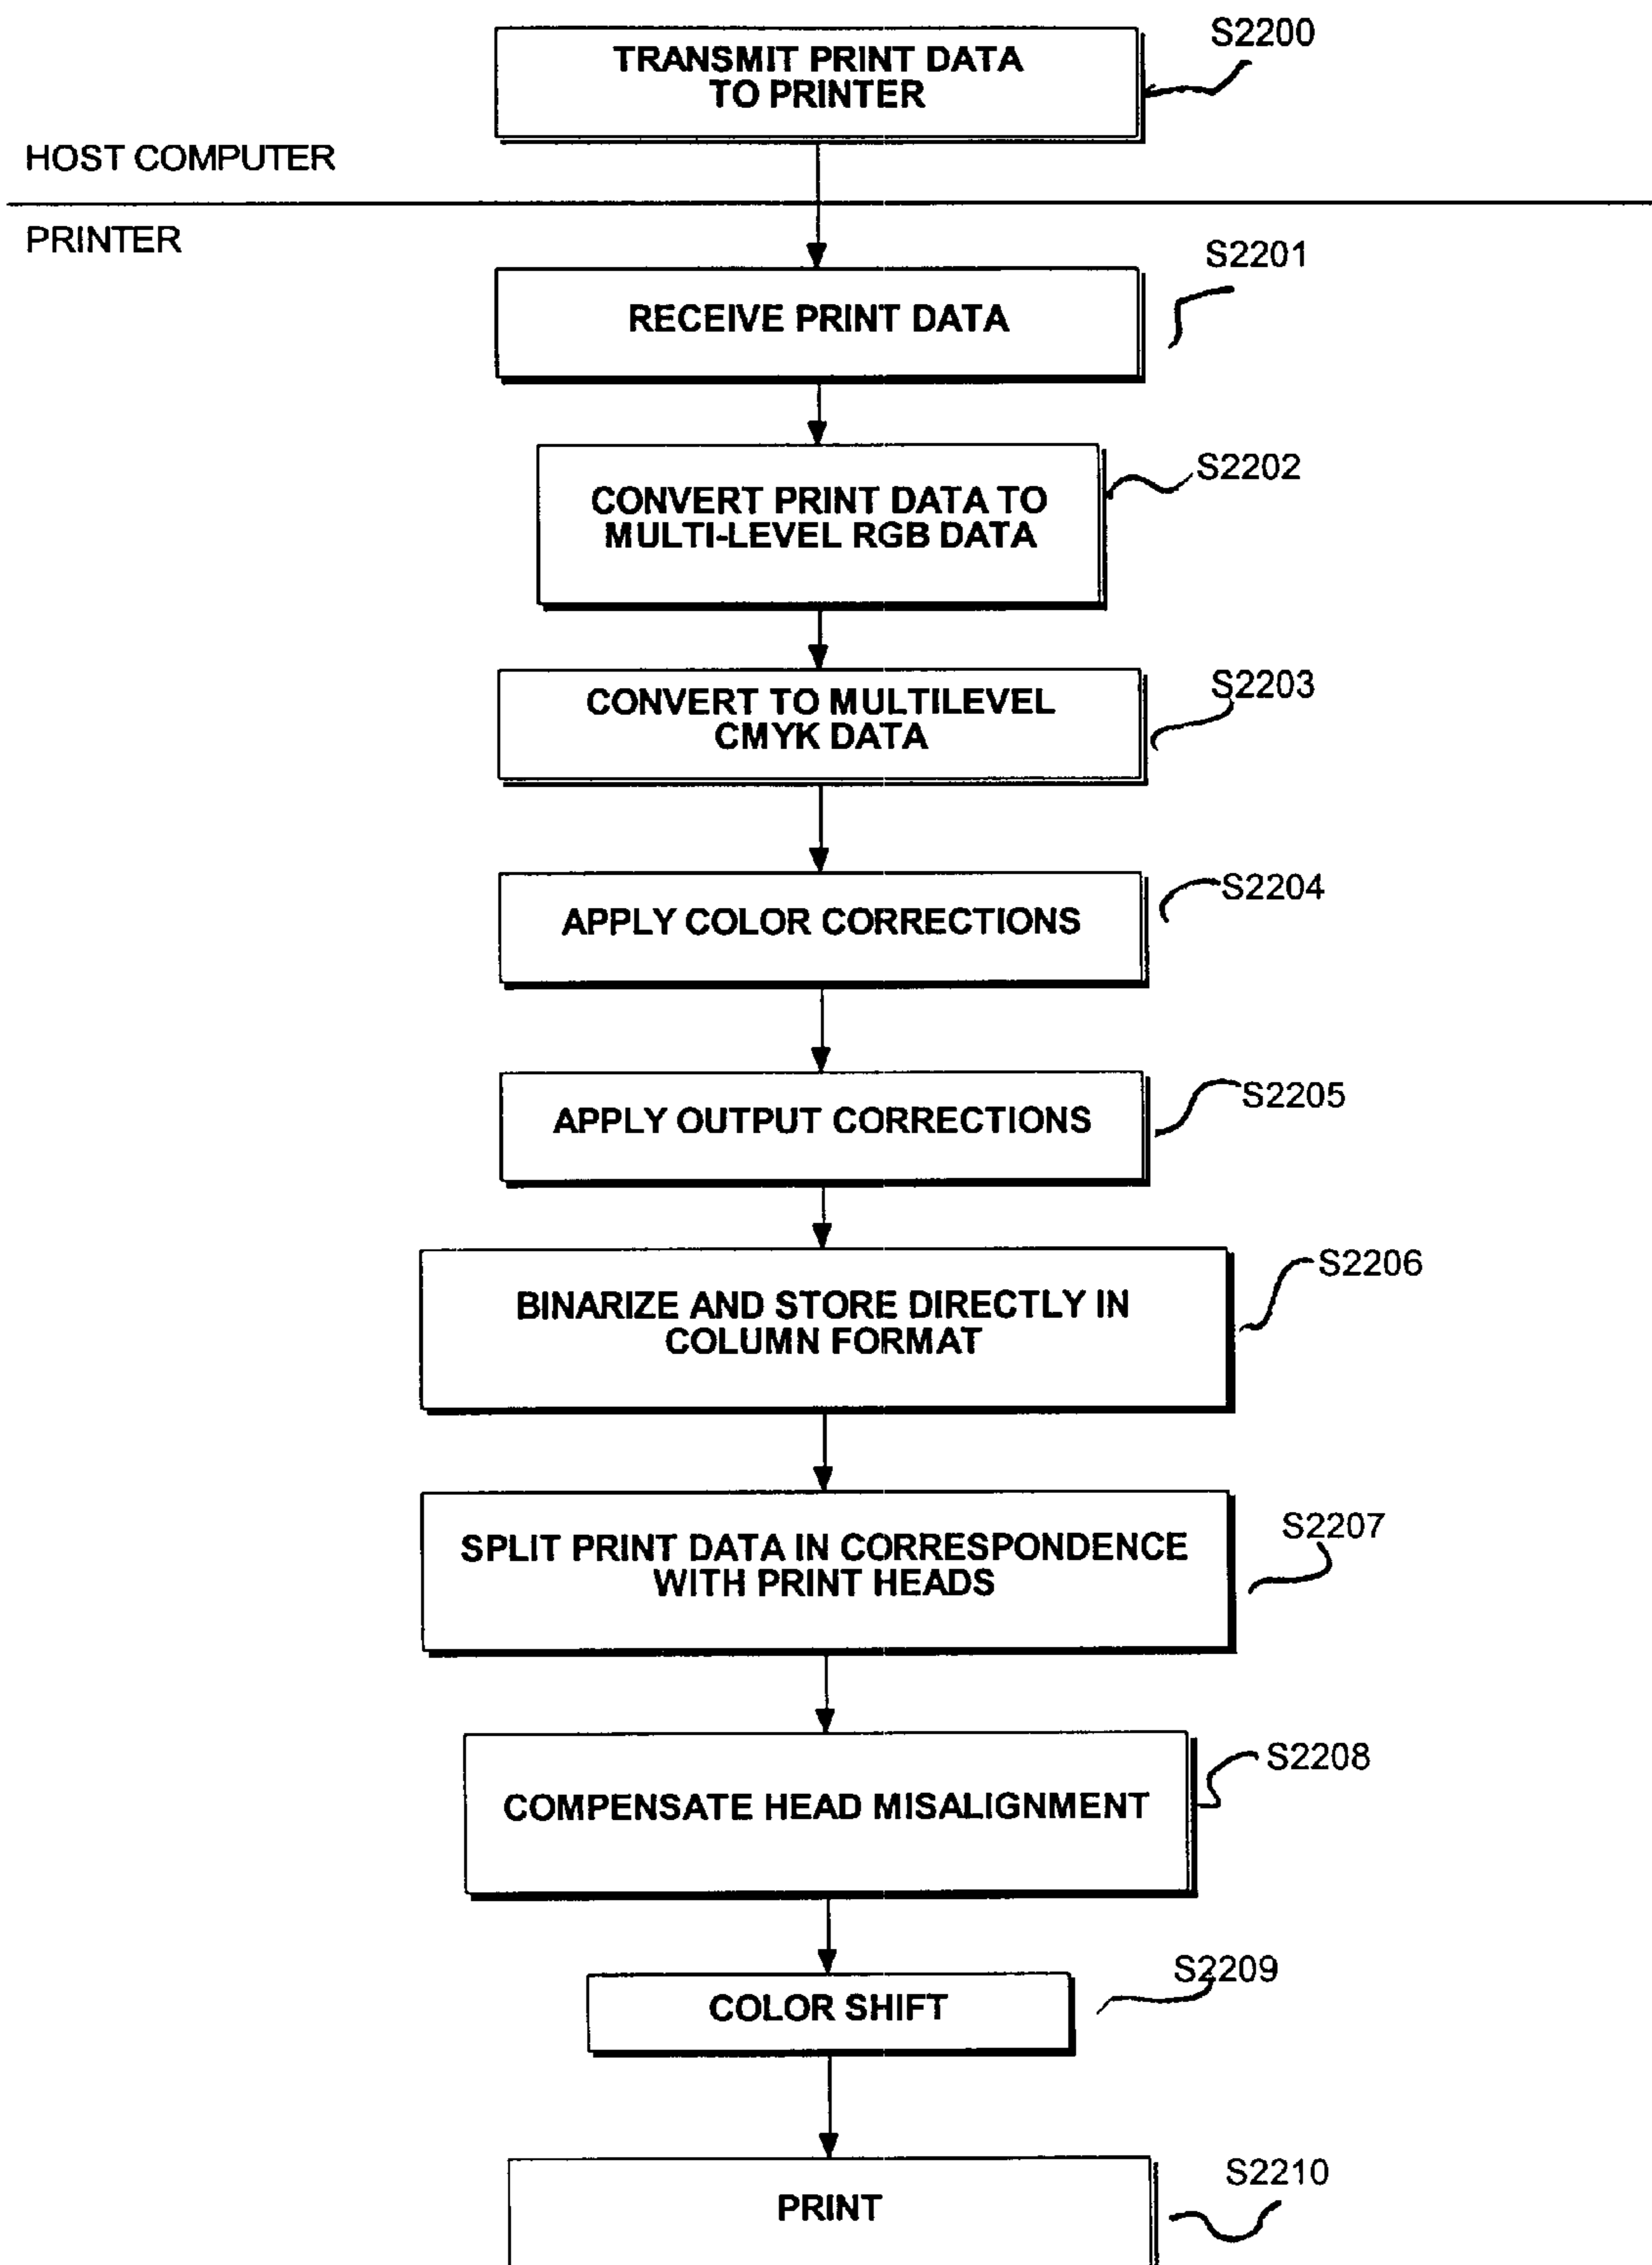 S2200
TRANSMIT PRINT DATA
TO PRINTER
HOST COMPUTER
PRINTER
S2201
RECEIVE PRINT DATA
S2202
CONVERT PRINT DATA TO
MULTI-LEVEL RGB DATA
S2203
CONVERT TO MULTILEVEL
CMYK DATA
S2204
APPLY COLOR CORRECTIONS
S2205
APPLY OUTPUT CORRECTIONS
S2206
BINARIZE AND STORE DIRECTLY IN
COLUMN FORMAT
S2207
SPLIT PRINT DATA IN CORRESPONDENCE
WITH PRINT HEADS
S2208
COMPENSATE HEAD MISALIGNMENT
S2209
COLOR SHIFT
S2210
PRINT